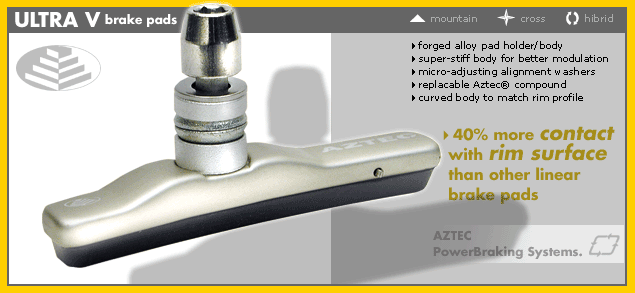 ULTRA V brake pads
mountain cross hibrid
forged alloy pad holder/body
super-stiff body for better modulation
micro-adjusting alignment washers
replacable Aztec® compound
curved body to match rim profile
AZTEC
40% more contact
with rim surface
than other linear
brake pads
AZTEC
PowerBraking Systems.